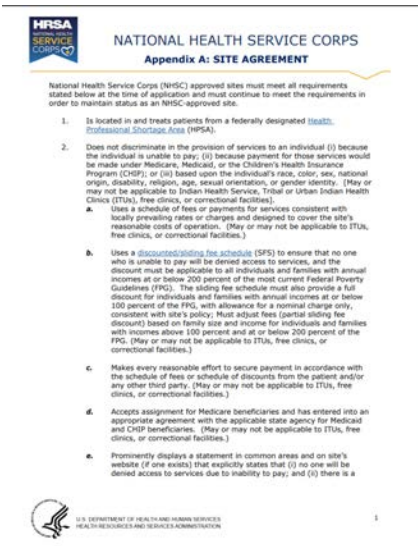 HRSA
NATIONAL HEALTH
SERVICE
CORPS
NATIONAL HEALTH SERVICE CORPS
Appendix A: SITE AGREEMENT
National Health Service Corps (NHSC) approved sites must meet all requirements
stated below at the time of application and must continue to meet the requirements in
order to maintain status as an NHSC-approved site.
1. Is located in and treats patients from a federally designated Health
Professional Shortage Area (HPSA).
2. Does not discriminate in the provision of services to an individual (i) because
the individual is unable to pay; (ii) because payment for those services would
be made under Medicare, Medicaid, or the Children's Health Insurance
Program (CHIP); or (iii) based upon the individual's race, color, sex, national
origin, disability, religion, age, sexual orientation, or gender identity. [May or
may not be applicable to Indian Health Service, Tribal or Urban Indian Health
Clinics (ITUs), free clinics, or correctional facilities].
a. Uses a schedule of fees or payments for services consistent with
locally prevailing rates or charges and designed to cover the site's
reasonable costs of operation. (May or may not be applicable to ITUs,
free clinics, or correctional facilities.)
b. Uses a discounted/sliding fee schedule (SFS) to ensure that no one
who is unable to pay will be denied access to services, and the
discount must be applicable to all individuals and families with annual
incomes at or below 200 percent of the most current Federal Poverty
Guidelines (FPG). The sliding fee schedule must also provide a full
discount for individuals and families with annual incomes at or below
100 percent of the FPG, with allowance for a nominal charge only,
consistent with site's policy; Must adjust fees (partial sliding fee
discount) based on family size and income for individuals and families
with incomes above 100 percent and at or below 200 percent of the
FPG. (May or may not be applicable to ITUs, free clinics, or
correctional facilities.)
c. Makes every reasonable effort to secure payment in accordance with
the schedule of fees or schedule of discounts from the patient and/or
any other third party. (May or may not be applicable to ITUs, free
clinics, or correctional facilities.)
d. Accepts assignment for Medicare beneficiaries and has entered into an
appropriate agreement with the applicable state agency for Medicaid
and CHIP beneficiaries. (May or may not be applicable to ITUs, free
clinics, or correctional facilities.)
e. Prominently displays a statement in common areas and on site's
website (if one exists) that explicitly states that (i) no one will be
denied access to services due to inability to pay; and (ii) there is a
U.S. DEPARTMENT OF HEALTH AND HUMAN SERVICES
HEALTH RESOURCES AND SERVICES ADMINISTRATION
1